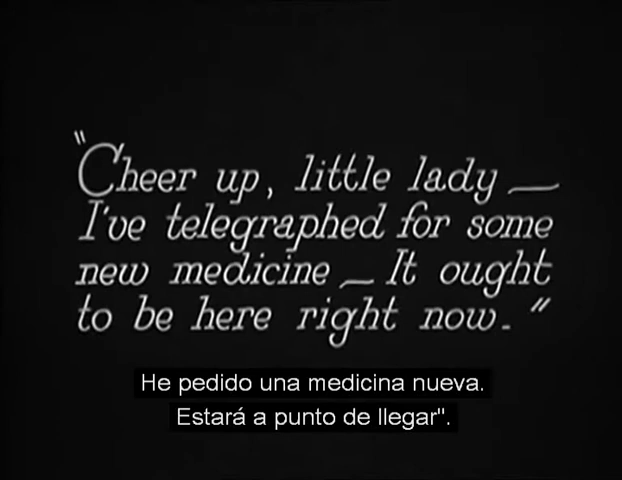 "Cheer up, little lady —
I've telegraphed for some
new medicine — It ought
to be here right now."
He pedido una medicina nueva.
Estará a punto de llegar".